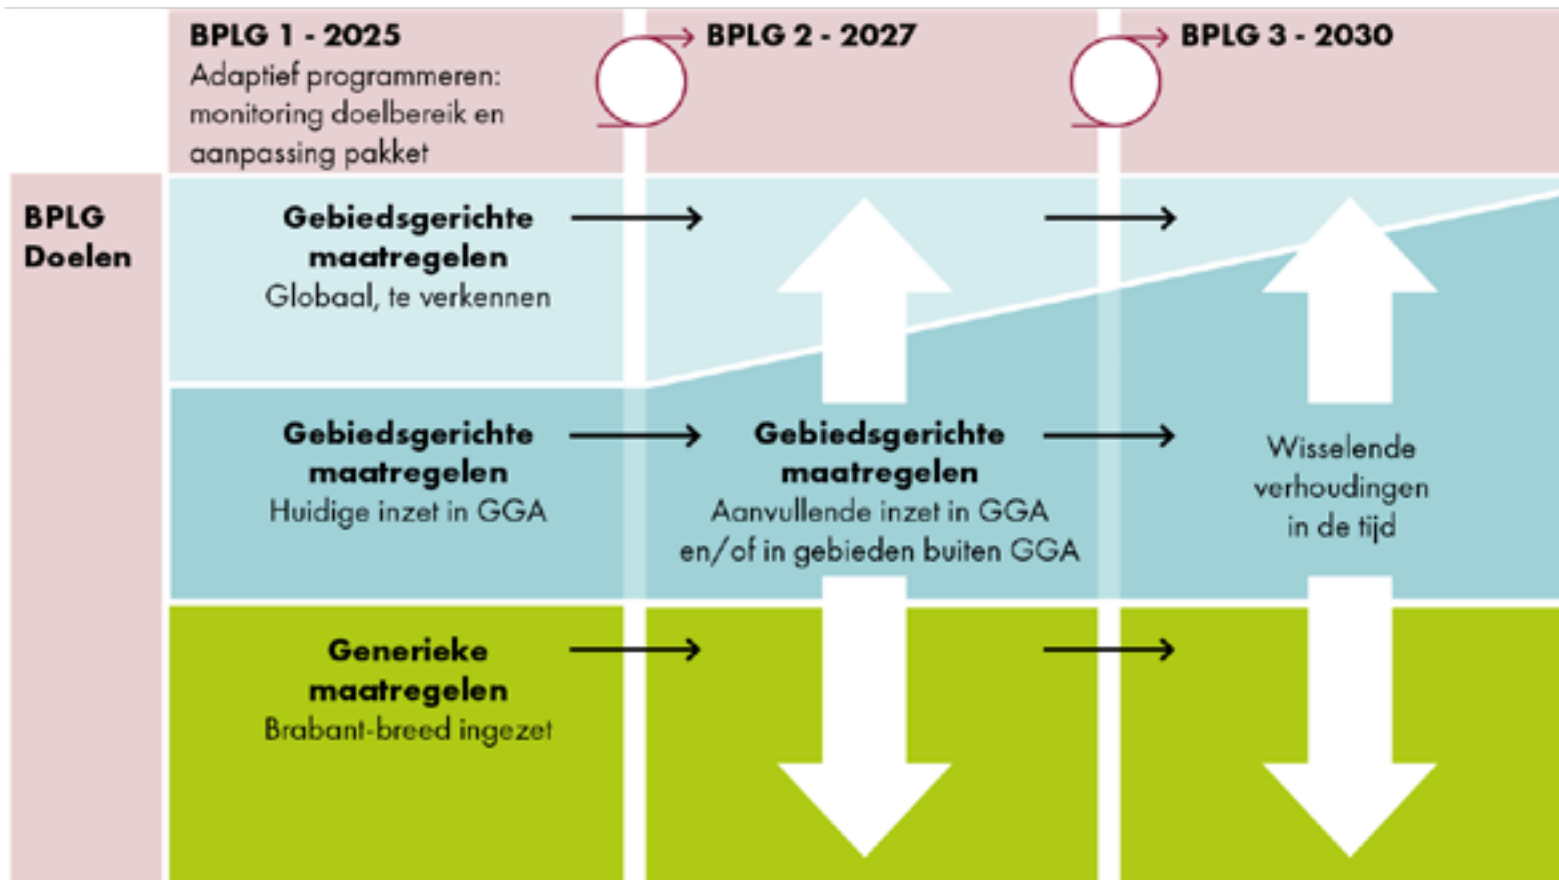 BPLG 1 - 2025
Adaptief programmeren:
monitoring doelbereik en
aanpassing pakket
BPLG 2 - 2027
BPLG 3 - 2030
BPLG
Doelen
Gebiedsgerichte
maatregelen
Globaal, te verkennen
Gebiedsgerichte
maatregelen
Huidige inzet in GGA
Gebiedsgerichte
maatregelen
Aanvullende inzet in GGA
en/of in gebieden buiten GGA
Wisselende
verhoudingen
in de tijd
Generieke
maatregelen
Brabant-breed ingezet